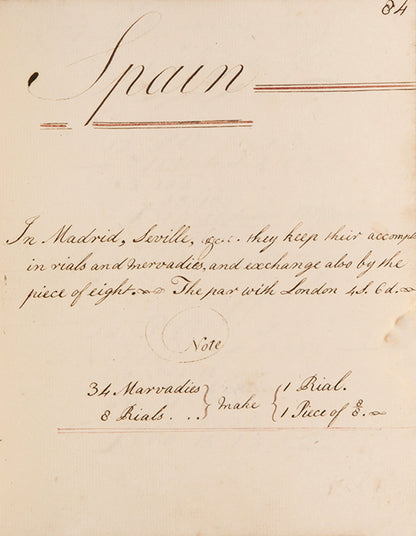 84
Spain
In Madrid, Seville, &c. they keep their accompts
in rials and mervadies, and exchange also by the
piece of eight. The par with London 4S. 6d.
Note
34 Marvadies } make { 1 Rial.
8 Rials . . . } make { 1 Piece of 8/8.